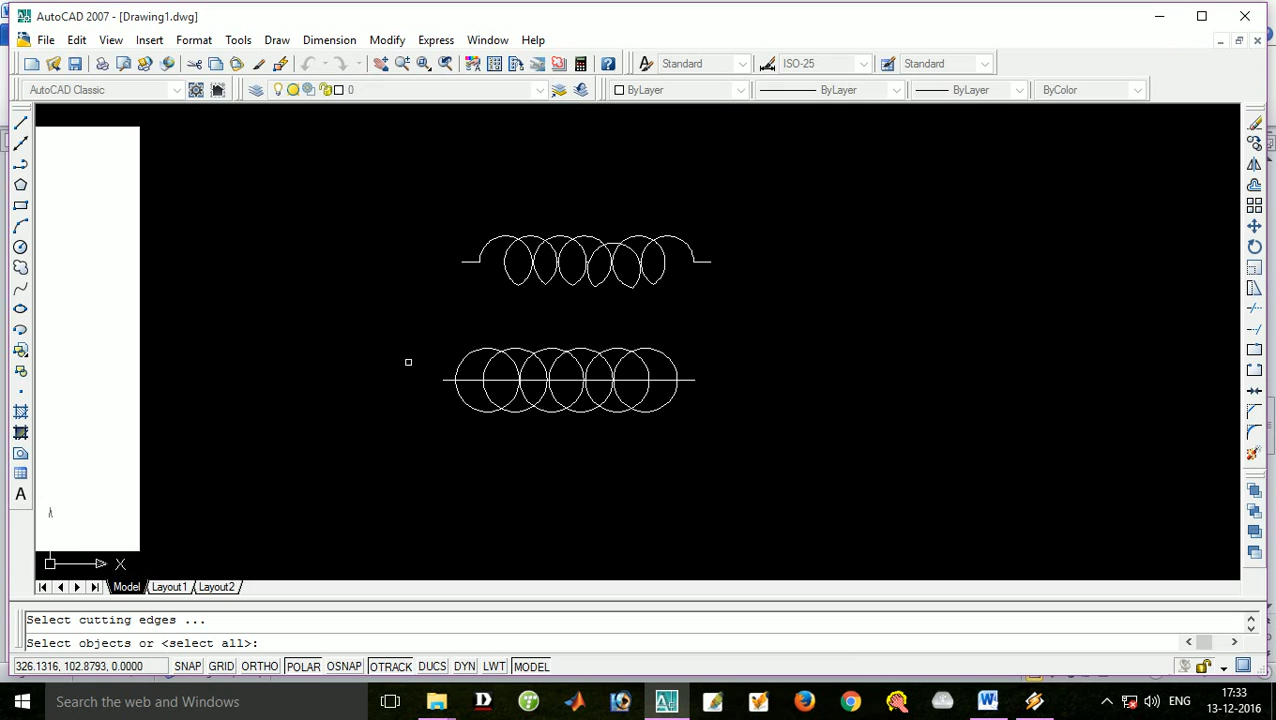 AutoCAD 2007 - [Drawing1.dwg]
File Edit View Insert Format Tools Draw Dimension Modify Express Window Help
Standard ISO-25 Standard
AutoCAD Classic 0 ByLayer ByLayer ByLayer ByColor
A
X
Model Layout1 Layout2
Select cutting edges ...
Select objects or <select all>:
326.1316, 102.8793, 0.0000 SNAP GRID ORTHO POLAR OSNAP OTRACK DUCS DYN LWT MODEL
Search the web and Windows
ENG
17:33
13-12-2016